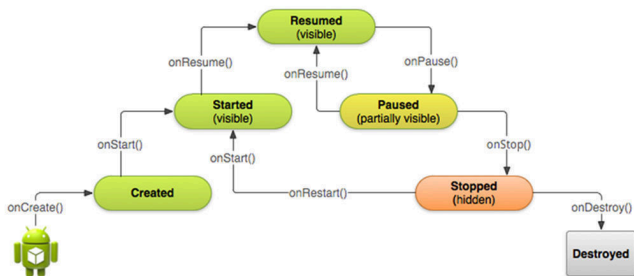 Resumed
(visible)
onResume()
onPause()
onResume()
Started
(visible)
Paused
(partially visible)
onStart()
onStart()
onStop()
Created
onRestart()
Stopped
(hidden)
onCreate()
onDestroy()
Destroyed